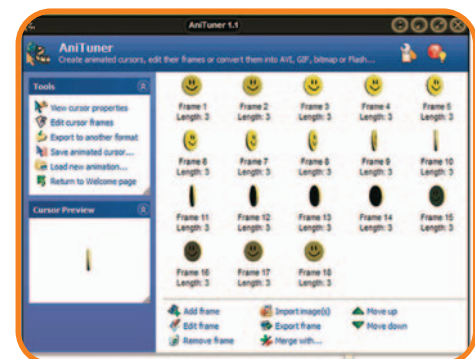 AniTuner 1.1
AniTuner
Create animated cursors, edit their frames or convert them into AVI, GIF, bitmap or Flash...
Tools
View cursor properties
Edit cursor frames
Export to another format
Save animated cursor...
Load new animation...
Return to Welcome page
Cursor Preview
Frame 1 Frame 2 Frame 3 Frame 4 Frame 5
Length: 3 Length: 3 Length: 3 Length: 3 Length: 3
Frame 6 Frame 7 Frame 8 Frame 9 Frame 10
Length: 3 Length: 3 Length: 3 Length: 3 Length: 3
Frame 11 Frame 12 Frame 13 Frame 14 Frame 15
Length: 3 Length: 3 Length: 3 Length: 3 Length: 3
Frame 16 Frame 17 Frame 18
Length: 3 Length: 3 Length: 3
Add frame Import image(s) Move up
Edit frame Export frame Move down
Remove frame Merge with...